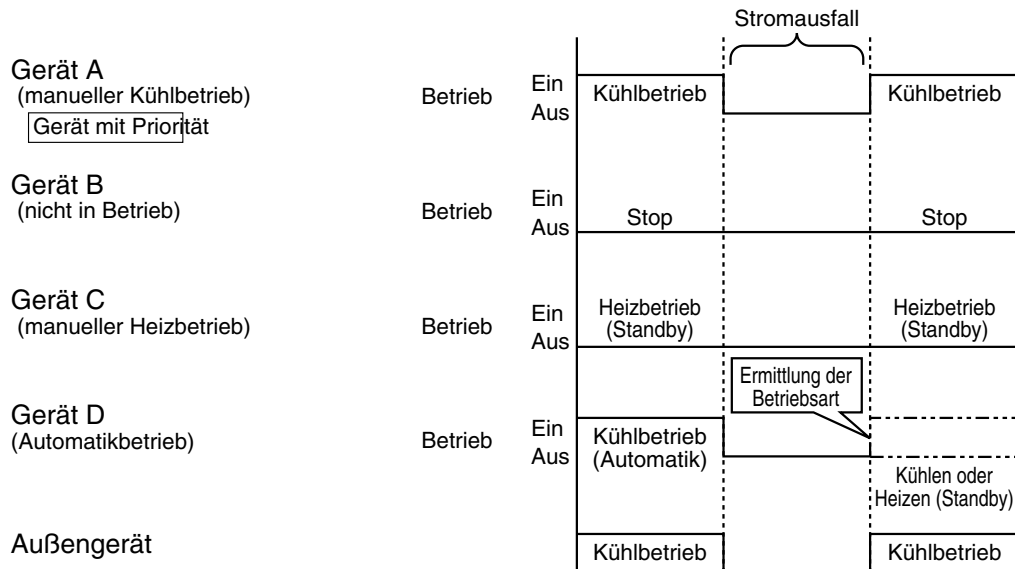 Stromausfall
Gerät A
(manueller Kühlbetrieb)
Gerät mit Priorität
Betrieb
Ein
Aus
Kühlbetrieb
Kühlbetrieb
Gerät B
(nicht in Betrieb)
Betrieb
Ein
Aus
Stop
Stop
Gerät C
(manueller Heizbetrieb)
Betrieb
Ein
Aus
Heizbetrieb
(Standby)
Heizbetrieb
(Standby)
Ermittlung der
Betriebsart
Gerät D
(Automatikbetrieb)
Betrieb
Ein
Aus
Kühlbetrieb
(Automatik)
Kühlen oder
Heizen (Standby)
Außengerät
Kühlbetrieb
Kühlbetrieb